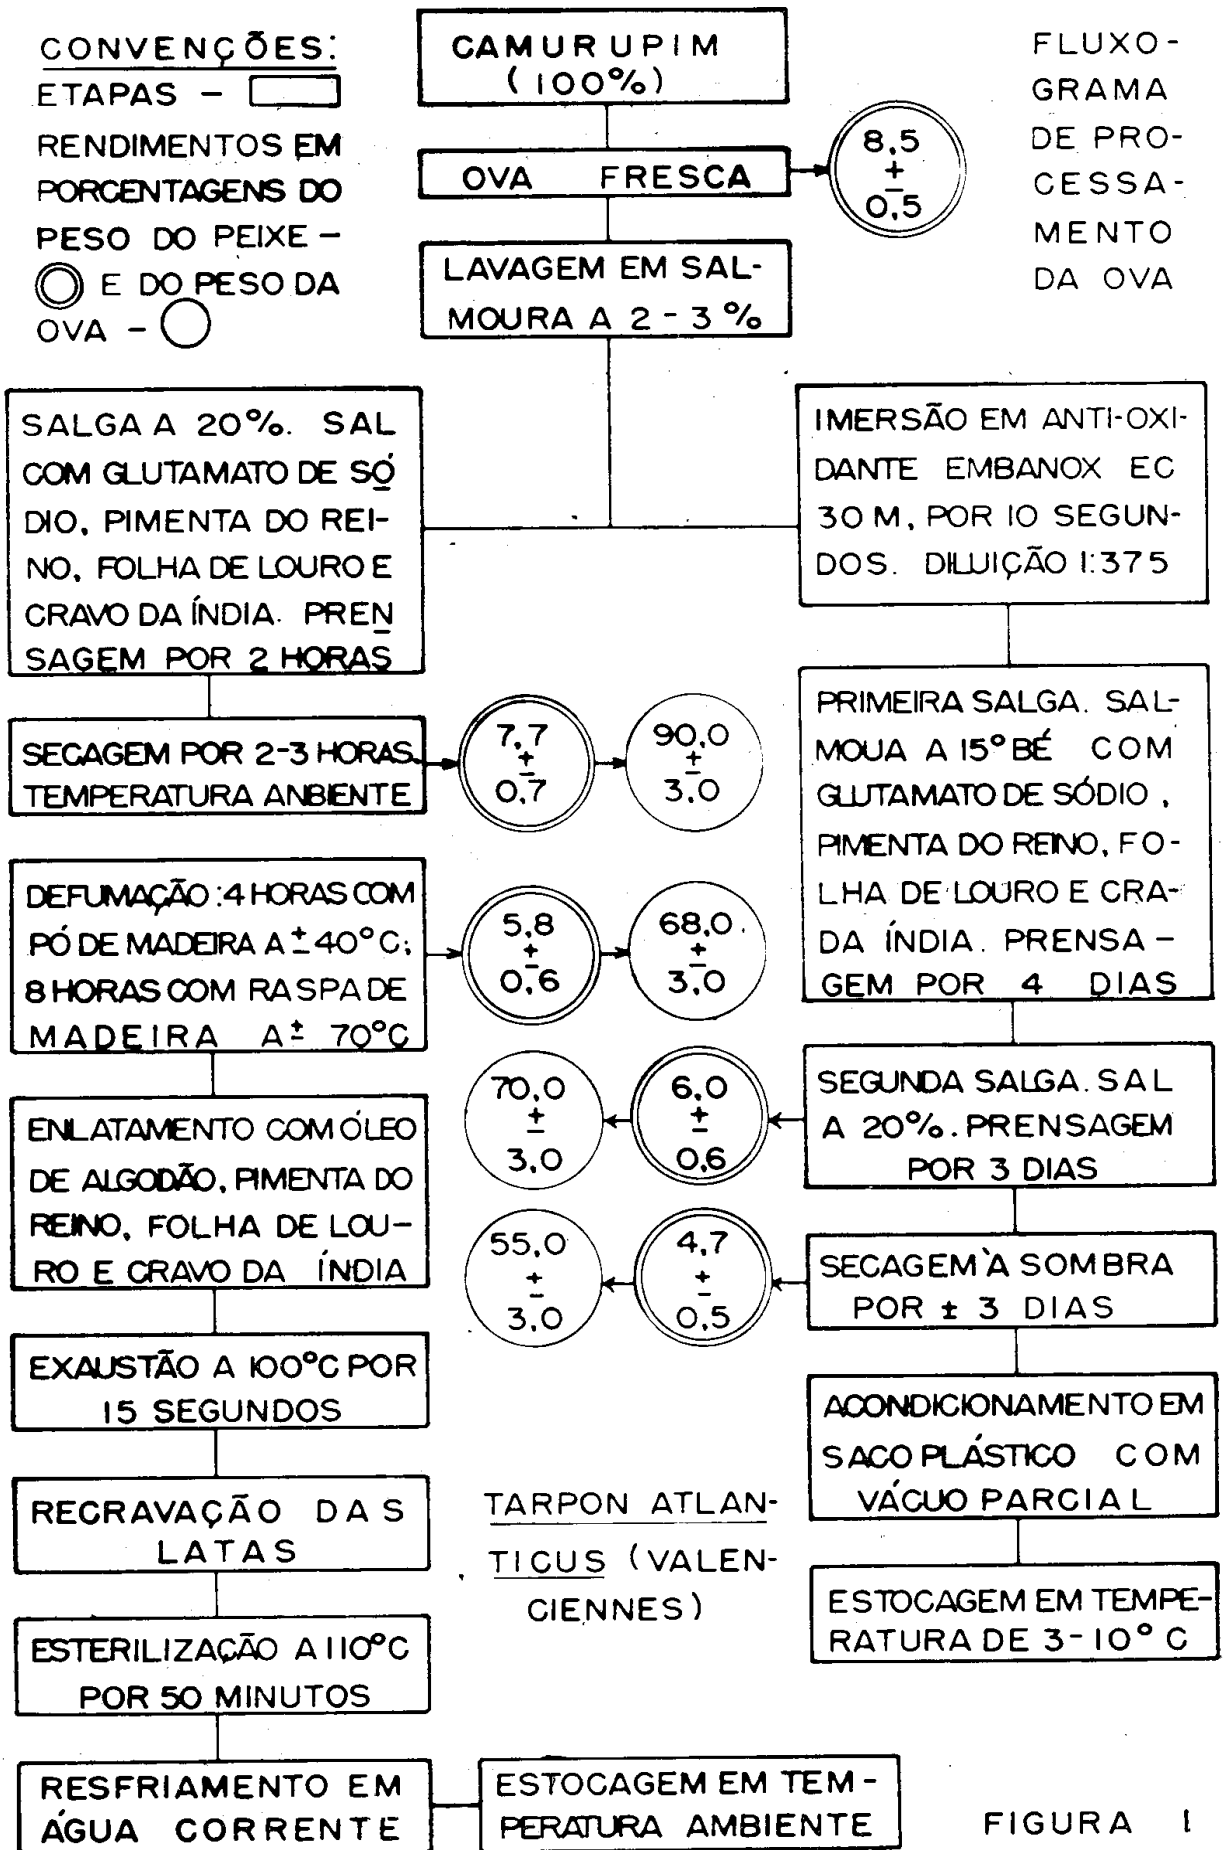 CONVENÇÕES:
ETAPAS -
RENDIMENTOS EM
PORCENTAGENS DO
PESO DO PEIXE -
E DO PESO DA
OVA -
CAMURUPIM
(100%)
OVA FRESCA
8,5
±
0,5
FLUXO-
GRAMA
DE PRO-
CESSA-
MENTO
DA OVA
LAVAGEM EM SAL-
MOURA A 2 - 3 %
SALGA A 20%. SAL
COM GLUTAMATO DE SÓ
DIO, PIMENTA DO REI-
NO, FOLHA DE LOURO E
CRAVO DA ÍNDIA. PREN
SAGEM POR 2 HORAS
SECAGEM POR 2-3 HORAS.
TEMPERATURA ANBIENTE
7,7
±
0,7
90,0
±
3,0
DEFUMAÇÃO: 4 HORAS COM
PÓ DE MADEIRA A ± 40°C;
8 HORAS COM RASPA DE
MADEIRA A ± 70°C
5,8
±
0,6
68,0
±
3,0
ENLATAMENTO COM ÓLEO
DE ALGODÃO, PIMENTA DO
REINO, FOLHA DE LOU-
RO E CRAVO DA ÍNDIA
EXAUSTÃO A 100°C POR
15 SEGUNDOS
RECRAVAÇÃO DAS
LATAS
ESTERILIZAÇÃO A 110°C
POR 50 MINUTOS
RESFRIAMENTO EM
ÁGUA CORRENTE
ESTOCAGEM EM TEM-
PERATURA AMBIENTE
IMERSÃO EM ANTI-OXI-
DANTE EMBANOX EC
30 M, POR 10 SEGUN-
DOS. DILUIÇÃO 1:375
PRIMEIRA SALGA. SAL-
MOUA A 15° BÉ COM
GLUTAMATO DE SÓDIO,
PIMENTA DO REINO, FO-
LHA DE LOURO E CRA-
DA ÍNDIA. PRENSA-
GEM POR 4 DIAS
SEGUNDA SALGA. SAL
A 20%. PRENSAGEM
POR 3 DIAS
70,0
±
3,0
6,0
±
0,6
SECAGEM À SOMBRA
POR ± 3 DIAS
55,0
±
3,0
4,7
±
0,5
ACONDICIONAMENTO EM
SACO PLÁSTICO COM
VÁCUO PARCIAL
ESTOCAGEM EM TEMPE-
RATURA DE 3-10° C
TARPON ATLAN-
TICUS (VALEN-
CIENNES)
FIGURA 1